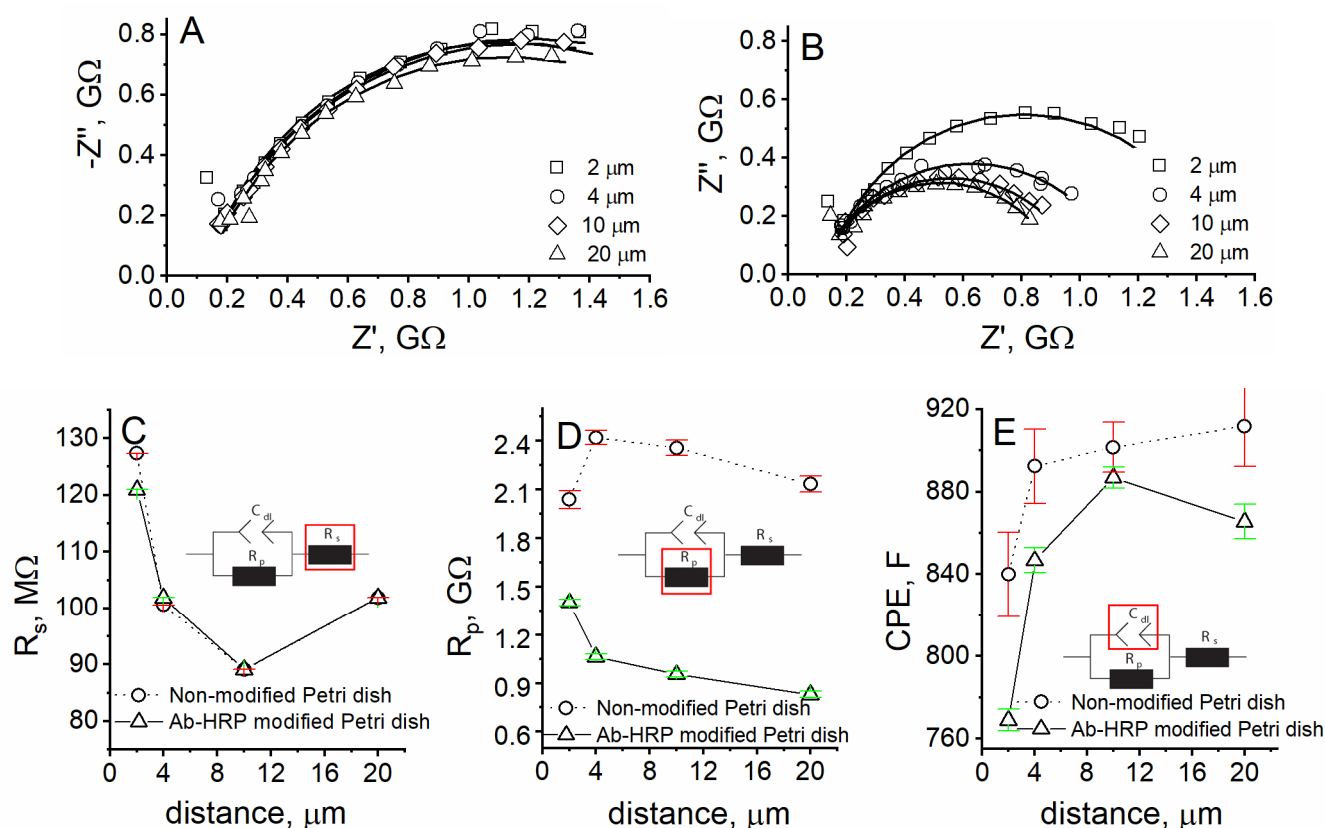 A
-Z'', GΩ
0.8
0.6
0.4
0.2
0.0
2 μm
4 μm
10 μm
20 μm
0.0 0.2 0.4 0.6 0.8 1.0 1.2 1.4 1.6
Z', GΩ
B
Z'', GΩ
0.8
0.6
0.4
0.2
0.0
2 μm
4 μm
10 μm
20 μm
0.0 0.2 0.4 0.6 0.8 1.0 1.2 1.4 1.6
Z', GΩ
C
R_s, MΩ
130
120
110
100
90
80
C_dl
R_p
R_s
Non-modified Petri dish
Ab-HRP modified Petri dish
0 4 8 12 16 20
distance, μm
D
R_p, GΩ
2.4
2.1
1.8
1.5
1.2
0.9
0.6
C_dl
R_p
R_s
Non-modified Petri dish
Ab-HRP modified Petri dish
0 4 8 12 16 20
distance, μm
E
CPE, F
920
880
840
800
760
C_dl
R_p
R_s
Non-modified Petri dish
Ab-HRP modified Petri dish
0 4 8 12 16 20
distance, μm